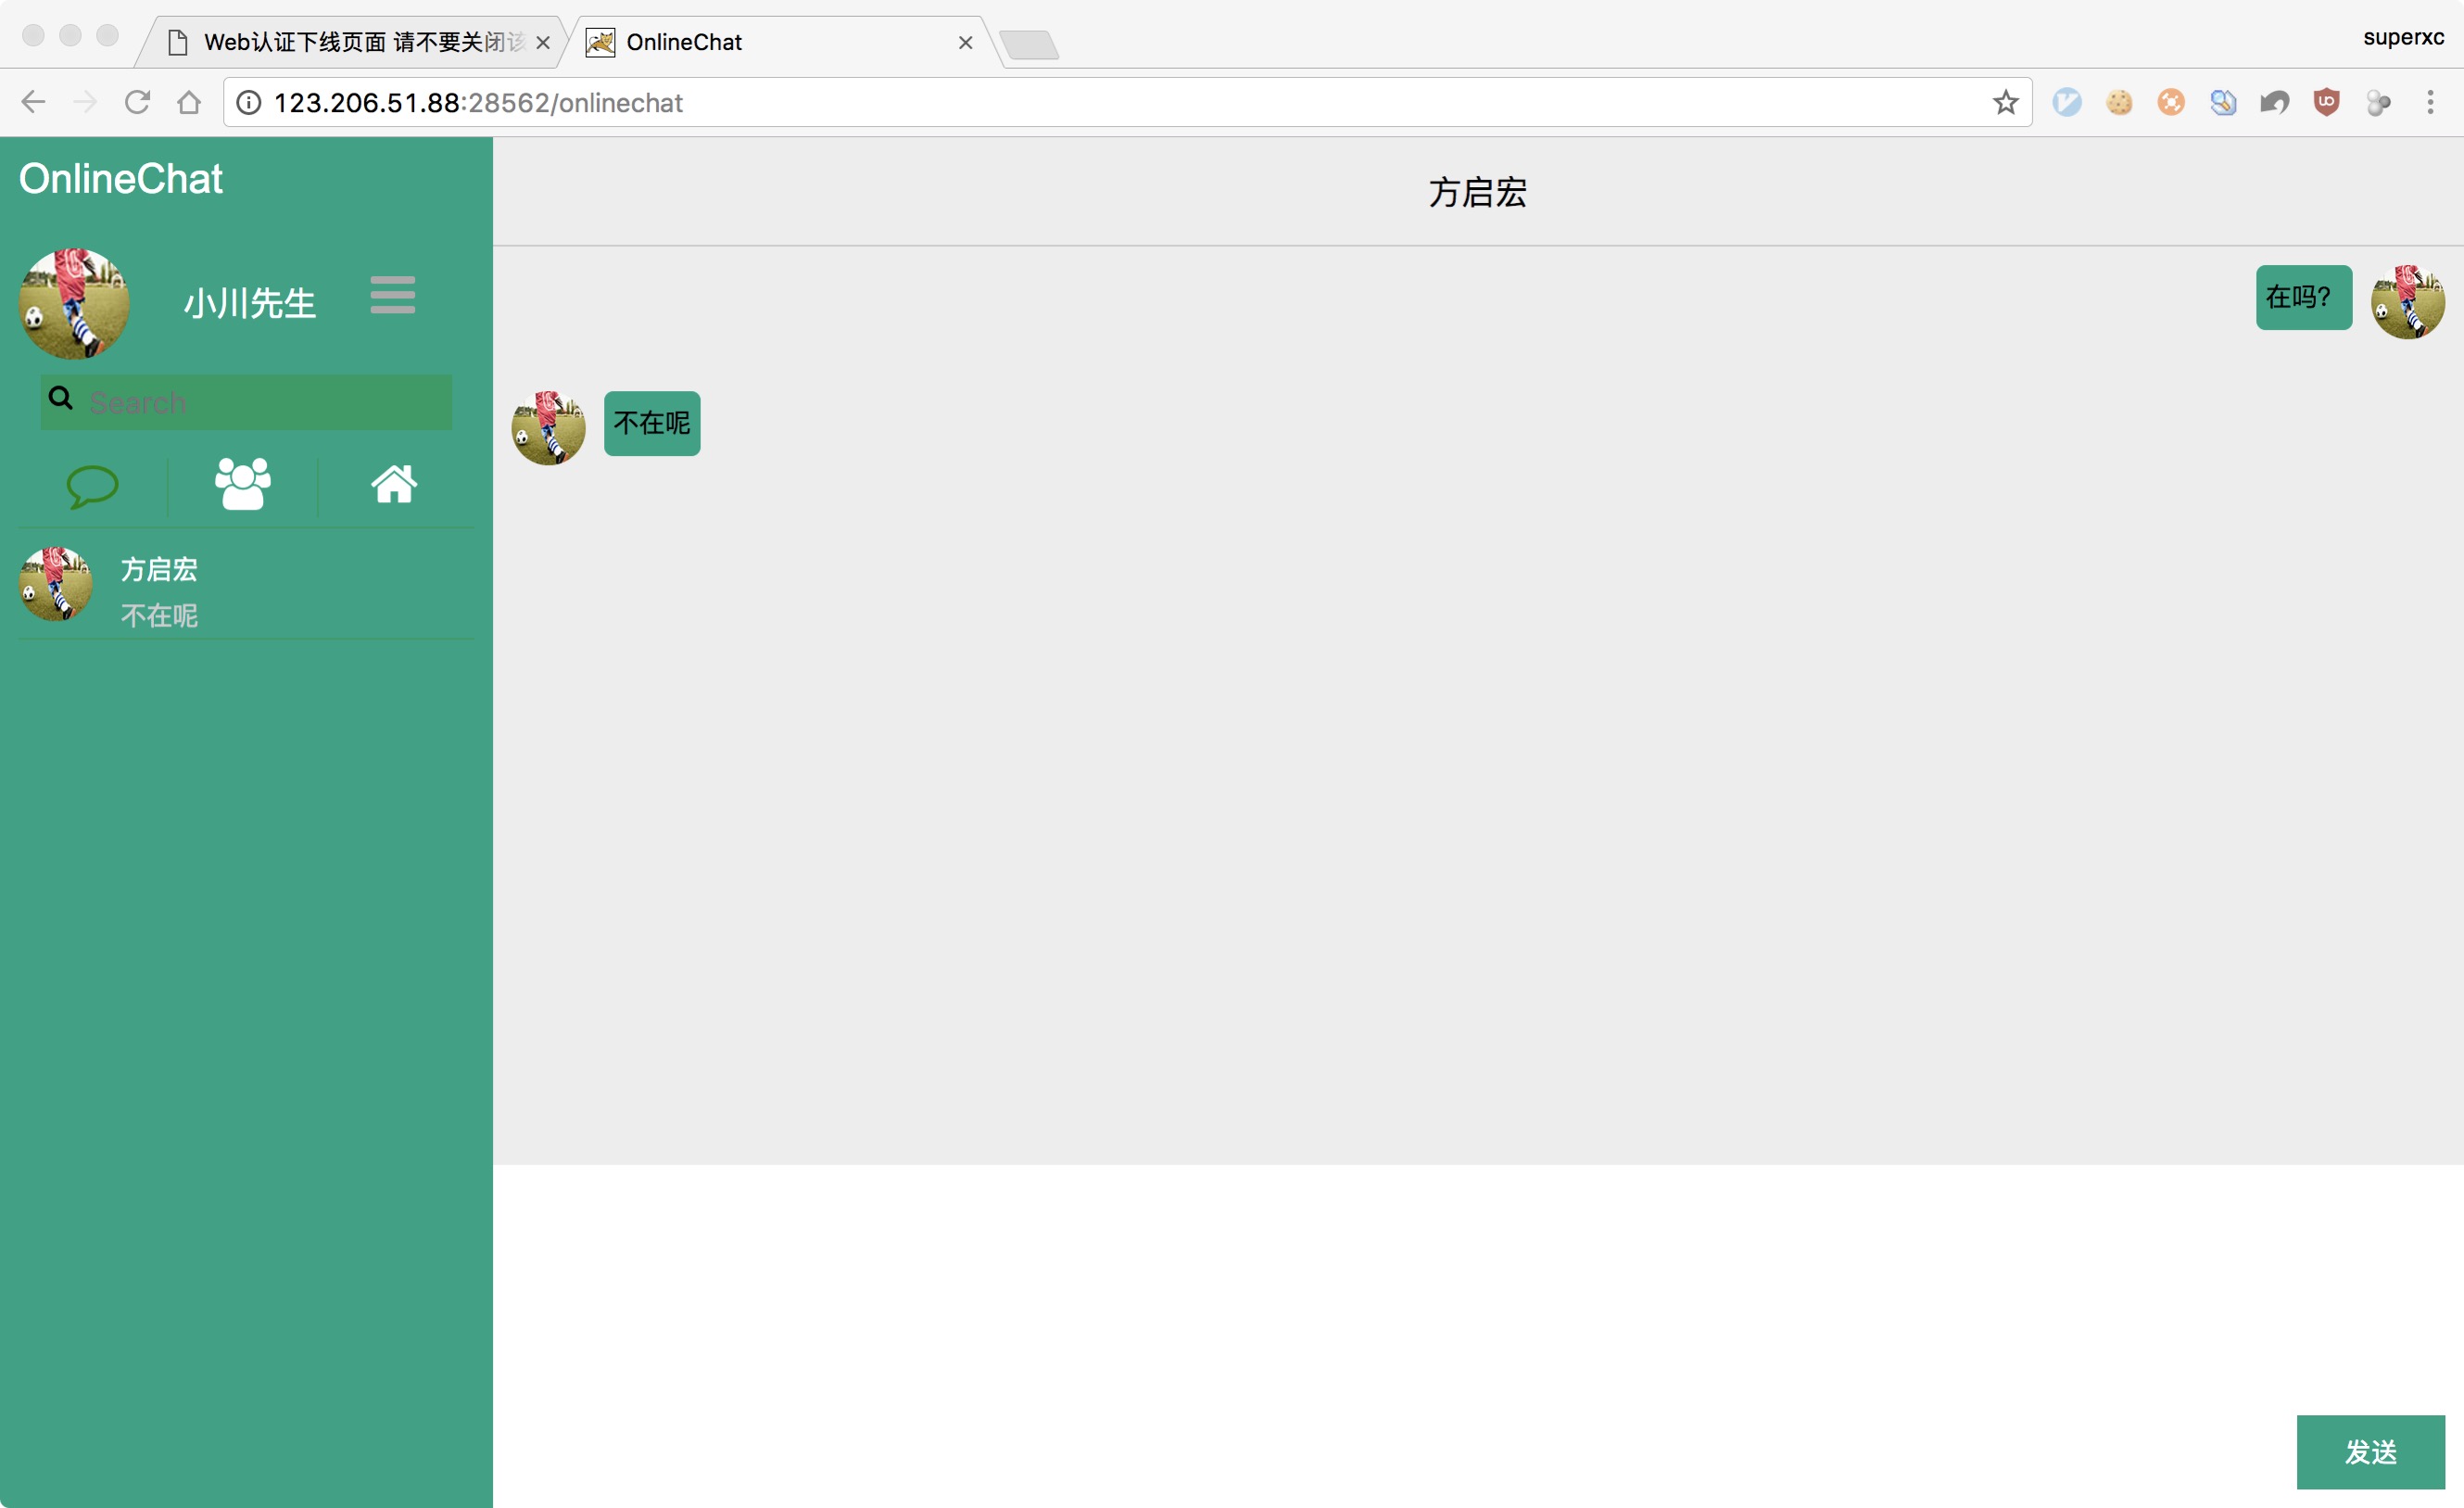 Web认证下线页面 请不要关闭该
OnlineChat
superxc
123.206.51.88:28562/onlinechat
OnlineChat
小川先生
Search
方启宏
不在呢
方启宏
在吗?
不在呢
发送